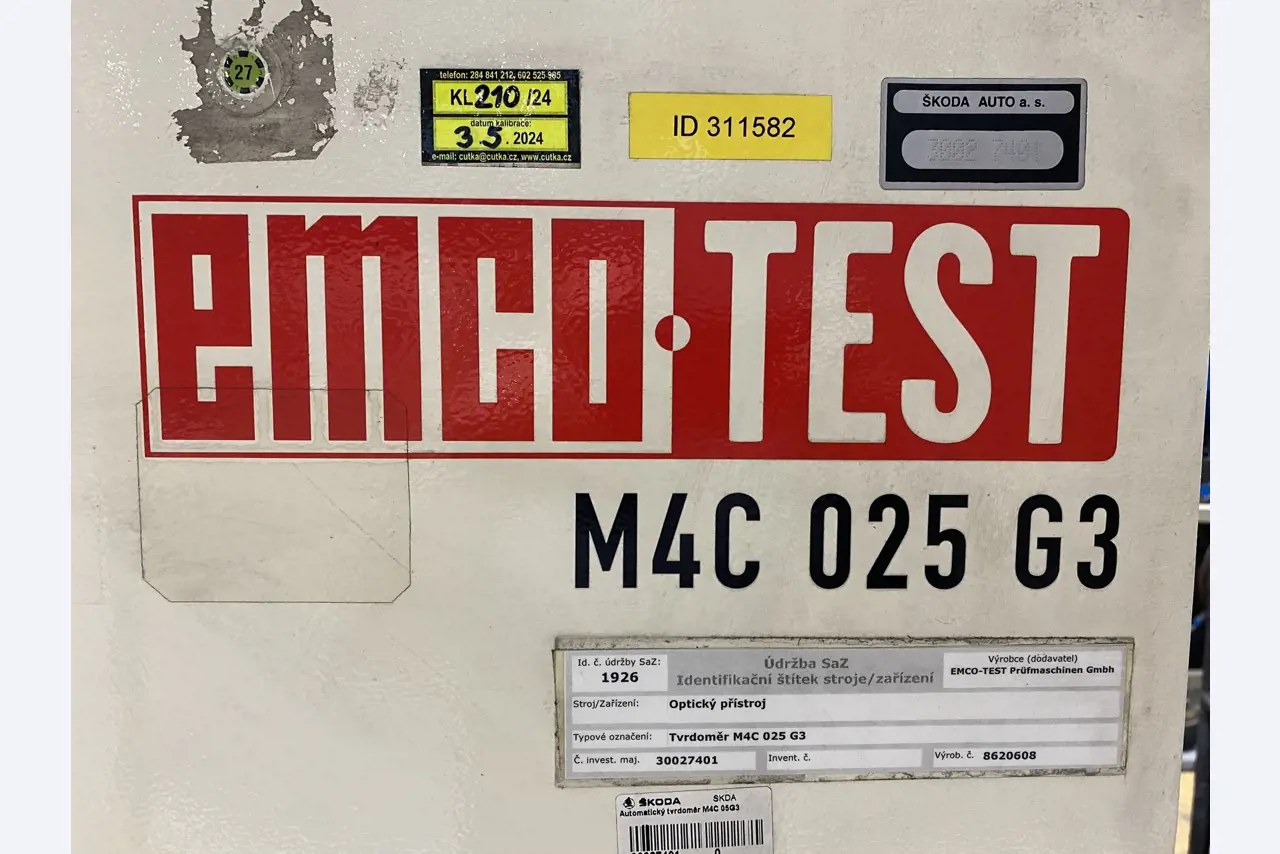 27
telefon: 284 841 212, 602 525 985
KL 210 /24
datum kalibrace:
3.5. 2024
e-mail: cutka@cutka.cz, www.cutka.cz
ID 311582
ŠKODA AUTO a. s.
emco·TEST
M4C 025 G3
Id. č. údržby SaZ:
1926
Údržba SaZ
Identifikační štítek stroje/zařízení
Výrobce (dodavatel)
EMCO-TEST Prüfmaschinen Gmbh
Stroj/Zařízení: Optický přístroj
Typové označení: Tvrdoměr M4C 025 G3
Č. invest. maj. 30027401 Invent. č. Výrob. č. 8620608
ŠKODA SKDA
Automatický tvrdoměr M4C 05G3